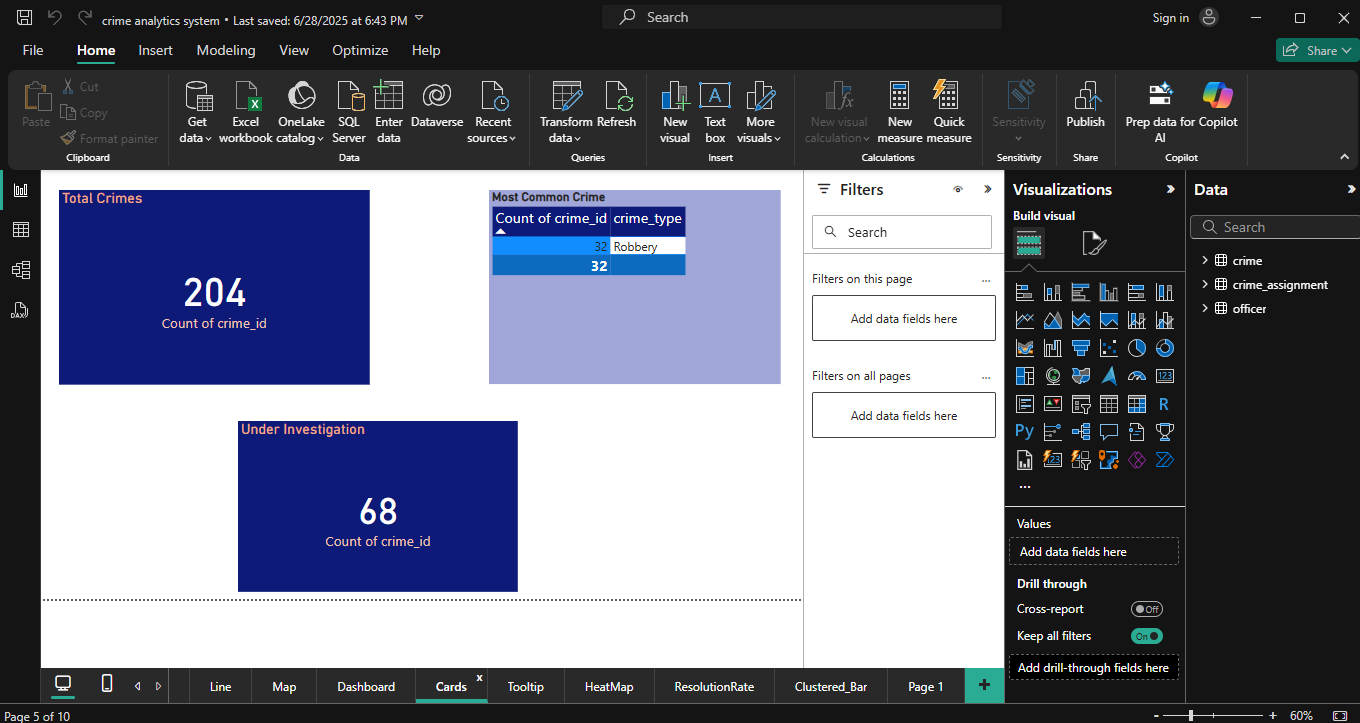 crime analytics system • Last saved: 6/28/2025 at 6:43 PM
Search
Sign in
File Home Insert Modeling View Optimize Help
Share
Paste
Cut
Copy
Format painter
Clipboard
Get data
Excel workbook
OneLake catalog
SQL Server
Enter data
Dataverse
Recent sources
Data
Transform data
Refresh
Queries
New visual
Text box
More visuals
Insert
New visual calculation
New measure
Quick measure
Calculations
Sensitivity
Sensitivity
Publish
Share
Prep data for AI
Copilot
Copilot
Total Crimes
204
Count of crime_id
Most Common Crime
Count of crime_id crime_type
32 Robbery
32
Under Investigation
68
Count of crime_id
Filters
Search
Filters on this page
...
Add data fields here
Filters on all pages
...
Add data fields here
Visualizations
Build visual
123
R
Py
123
...
Values
Add data fields here
Drill through
Cross-report
Off
Keep all filters
On
Add drill-through fields here
Data
Search
crime
crime_assignment
officer
DAX
Line Map Dashboard Cards x Tooltip HeatMap ResolutionRate Clustered_Bar Page 1 +
Page 5 of 10
- + 60%